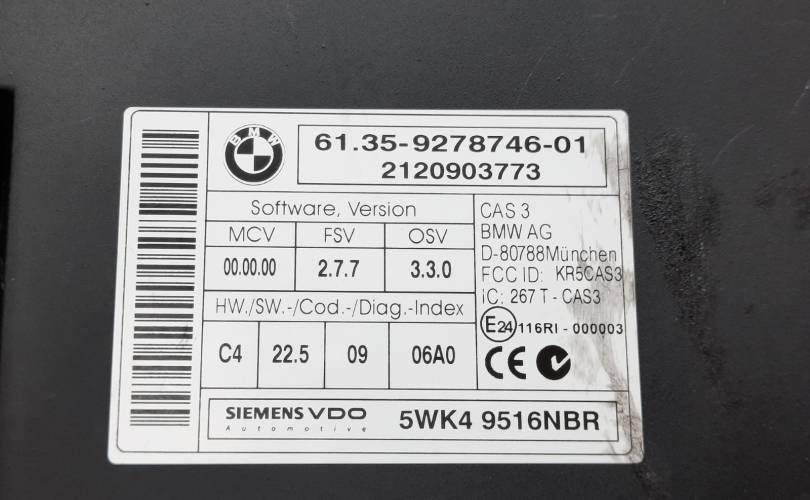 BMW
61.35-9278746-01
2120903773
Software, Version
MCV FSV OSV
00.00.00 2.7.7 3.3.0
HW./SW.-/Cod.-/Diag.-Index
C4 22.5 09 06A0
CAS 3
BMW AG
D-80788München
FCC ID: KR5CAS3
IC: 267 T - CAS3
E24 116RI - 000003
CE
SIEMENS VDO
Automotive
5WK4 9516NBR